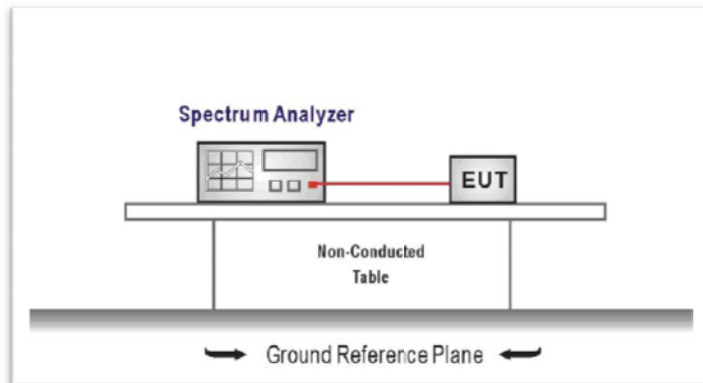 Spectrum Analyzer
EUT
Non-Conducted
Table
Ground Reference Plane